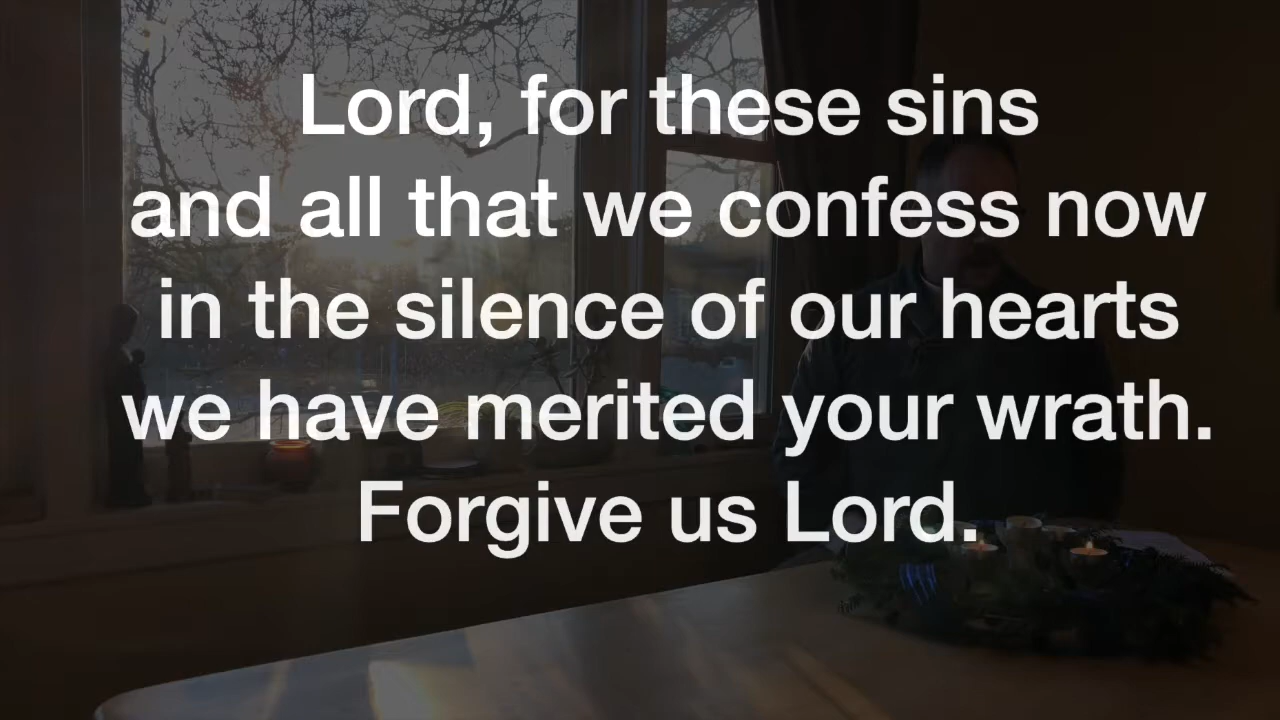 Lord, for these sins
and all that we confess now
in the silence of our hearts
we have merited your wrath.
Forgive us Lord.